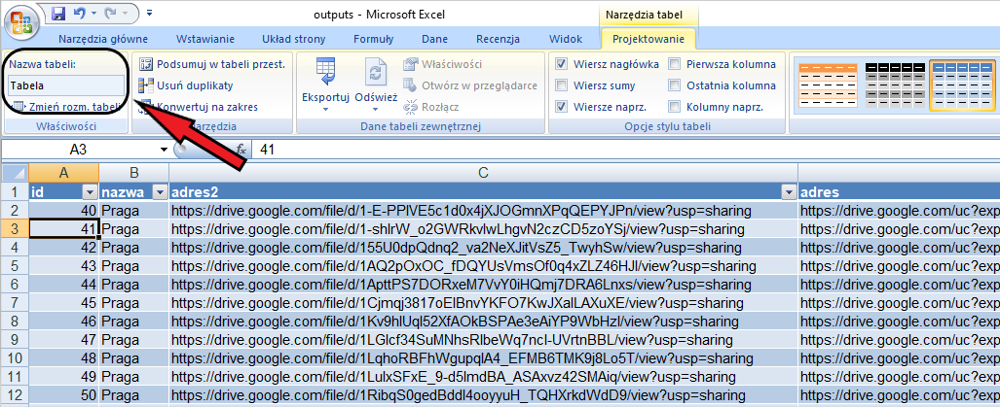 outputs - Microsoft Excel
Narzędzia tabel
Narzędzia główne Wstawianie Układ strony Formuły Dane Recenzja Widok Projektowanie
Nazwa tabeli:
Tabela
Zmień rozm. tabeli
Właściwości
Podsumuj w tabeli przest.
Usuń duplikaty
Konwertuj na zakres
Narzędzia
Eksportuj
Odśwież
Właściwości
Otwórz w przeglądarce
Rozłącz
Dane tabeli zewnętrznej
Wiersz nagłówka
Wiersz sumy
Wiersze naprz.
Pierwsza kolumna
Ostatnia kolumna
Kolumny naprz.
Opcje stylu tabeli
A3 fx 41
A B C
1 id nazwa adres2 adres
2 40 Praga https://drive.google.com/file/d/1-E-PPIVE5c1d0x4jXJOGmnXPqQEPYJPn/view?usp=sharing https://drive.google.com/uc?exp
3 41 Praga https://drive.google.com/file/d/1-shlrW_o2GWRkvlwLhgvN2czCD5zoYSj/view?usp=sharing https://drive.google.com/uc?exp
4 42 Praga https://drive.google.com/file/d/155U0dpQdnq2_va2NeXJitVsZ5_TwyhSw/view?usp=sharing https://drive.google.com/uc?exp
5 43 Praga https://drive.google.com/file/d/1AQ2pOxOC_fDQYUsVmsOf0q4xZLZ46HJl/view?usp=sharing https://drive.google.com/uc?exp
6 44 Praga https://drive.google.com/file/d/1ApttPS7DORxeM7VvY0iHQmj7DRA6Lnxs/view?usp=sharing https://drive.google.com/uc?exp
7 45 Praga https://drive.google.com/file/d/1Cjmqj3817oElBnvYKFO7KwJXalLAXuXE/view?usp=sharing https://drive.google.com/uc?exp
8 46 Praga https://drive.google.com/file/d/1Kv9hlUql52XfAOkBSPAe3eAiYP9WbHzl/view?usp=sharing https://drive.google.com/uc?exp
9 47 Praga https://drive.google.com/file/d/1LGlcf34SuMNhsRlbeWq7ncl-UVrtnBBL/view?usp=sharing https://drive.google.com/uc?exp
10 48 Praga https://drive.google.com/file/d/1LqhoRBFhWgupqlA4_EFMB6TMK9j8Lo5T/view?usp=sharing https://drive.google.com/uc?exp
11 49 Praga https://drive.google.com/file/d/1LulxSFxE_9-d5lmdBA_ASAxvz42SMAiq/view?usp=sharing https://drive.google.com/uc?exp
12 50 Praga https://drive.google.com/file/d/1RibqS0gedBddl4ooyyuH_TQHXrkdWdD9/view?usp=sharing https://drive.google.com/uc?exp